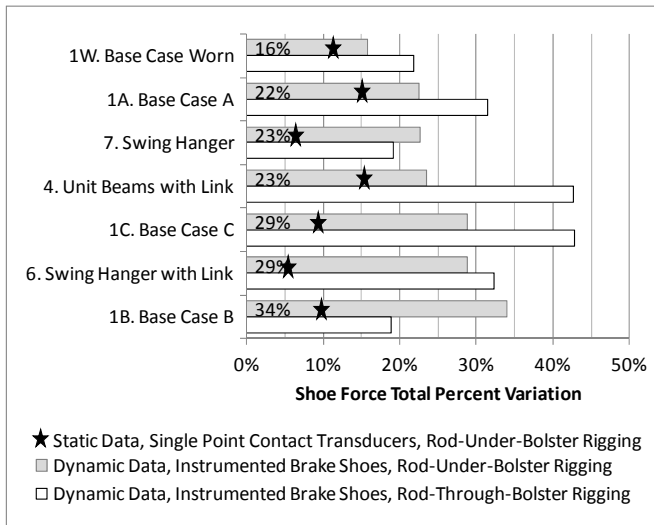 1W. Base Case Worn 16%
1A. Base Case A 22%
7. Swing Hanger 23%
4. Unit Beams with Link 23%
1C. Base Case C 29%
6. Swing Hanger with Link 29%
1B. Base Case B 34%
0% 10% 20% 30% 40% 50%
Shoe Force Total Percent Variation
Static Data, Single Point Contact Transducers, Rod-Under-Bolster Rigging
Dynamic Data, Instrumented Brake Shoes, Rod-Under-Bolster Rigging
Dynamic Data, Instrumented Brake Shoes, Rod-Through-Bolster Rigging